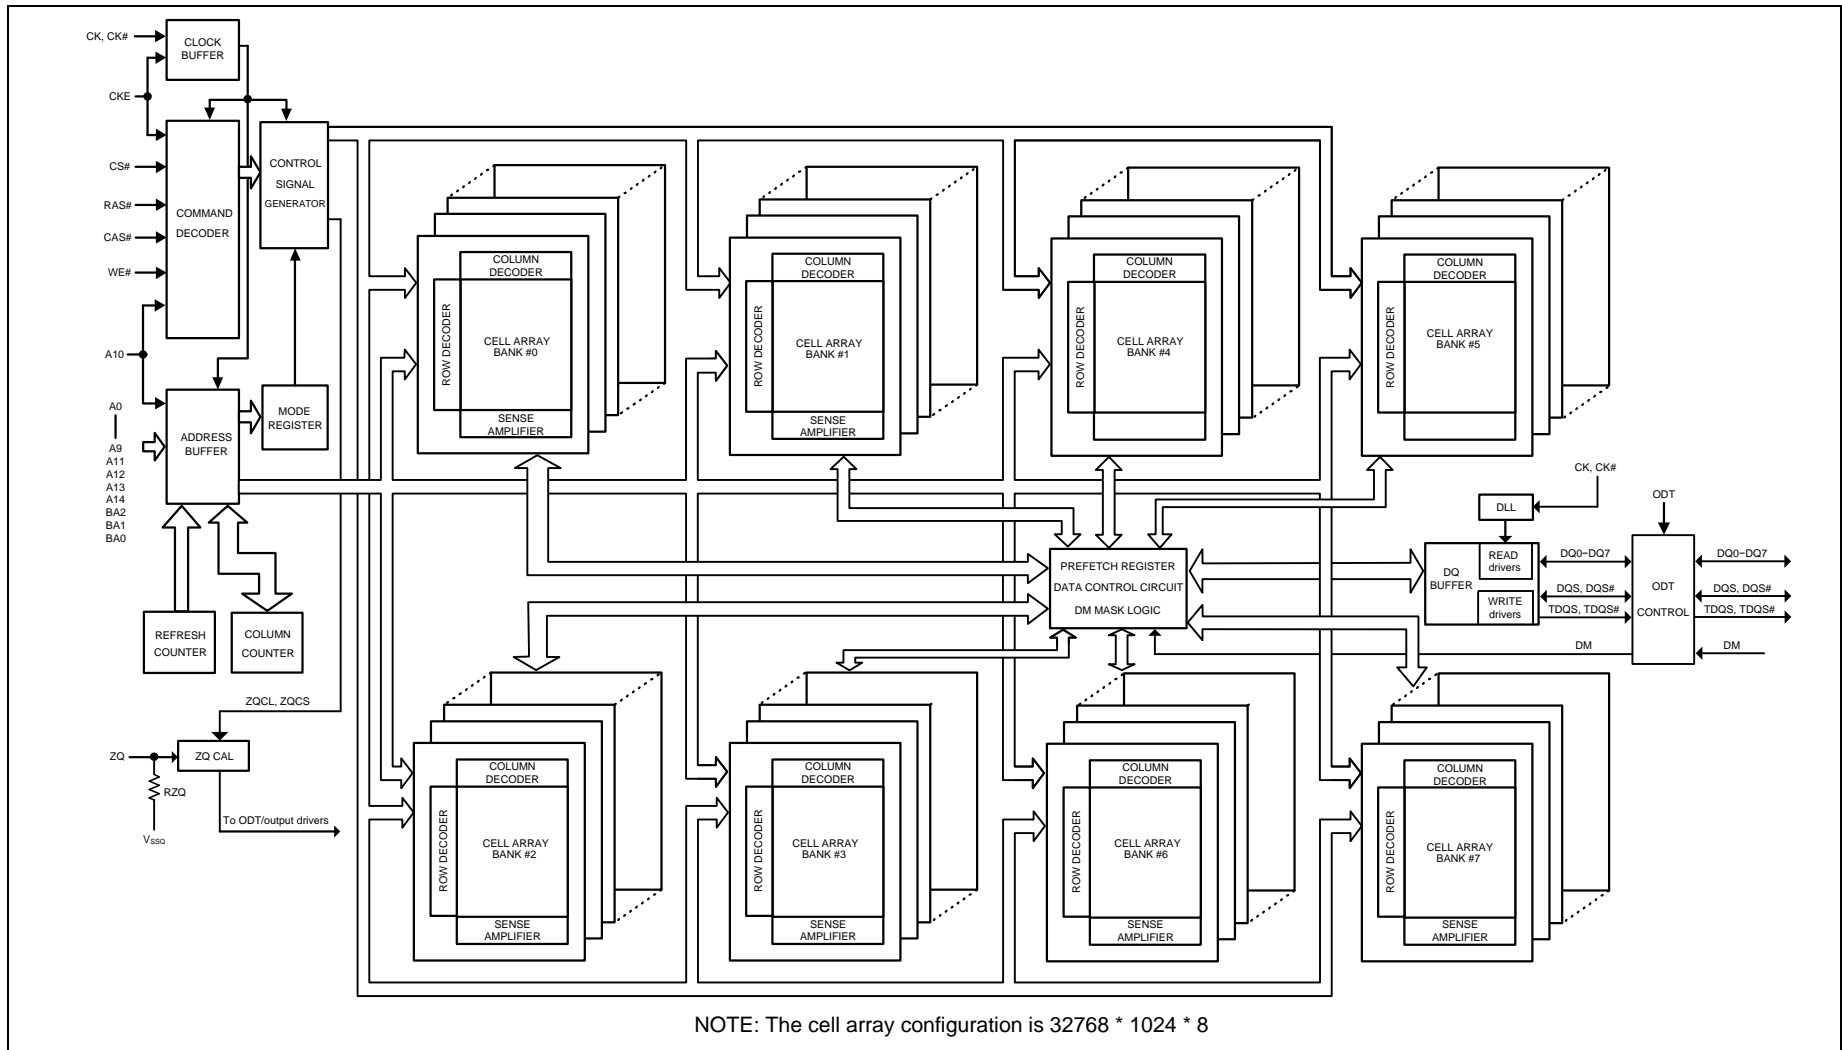 CK, CK#
CLOCK
BUFFER
CKE
CS#
RAS#
CAS#
WE#
A10
COMMAND
DECODER
CONTROL
SIGNAL
GENERATOR
A0
A9
A11
A12
A13
A14
BA2
BA1
BA0
ADDRESS
BUFFER
MODE
REGISTER
REFRESH
COUNTER
COLUMN
COUNTER
ZQCL, ZQCS
ZQ
ZQ CAL
RZQ
VSSQ
To ODT/output drivers
COLUMN
DECODER
ROW DECODER
CELL ARRAY
BANK #0
SENSE
AMPLIFIER
COLUMN
DECODER
ROW DECODER
CELL ARRAY
BANK #1
SENSE
AMPLIFIER
COLUMN
DECODER
ROW DECODER
CELL ARRAY
BANK #4
COLUMN
DECODER
ROW DECODER
CELL ARRAY
BANK #5
PREFETCH REGISTER
DATA CONTROL CIRCUIT
DM MASK LOGIC
CK, CK#
DLL
DQ
BUFFER
READ
drivers
WRITE
drivers
DQ0−DQ7
DQS, DQS#
TDQS, TDQS#
DM
ODT
ODT
CONTROL
DQ0−DQ7
DQS, DQS#
TDQS, TDQS#
DM
COLUMN
DECODER
ROW DECODER
CELL ARRAY
BANK #2
SENSE
AMPLIFIER
COLUMN
DECODER
ROW DECODER
CELL ARRAY
BANK #3
SENSE
AMPLIFIER
COLUMN
DECODER
ROW DECODER
CELL ARRAY
BANK #6
SENSE
AMPLIFIER
COLUMN
DECODER
ROW DECODER
CELL ARRAY
BANK #7
SENSE
AMPLIFIER
NOTE: The cell array configuration is 32768 * 1024 * 8